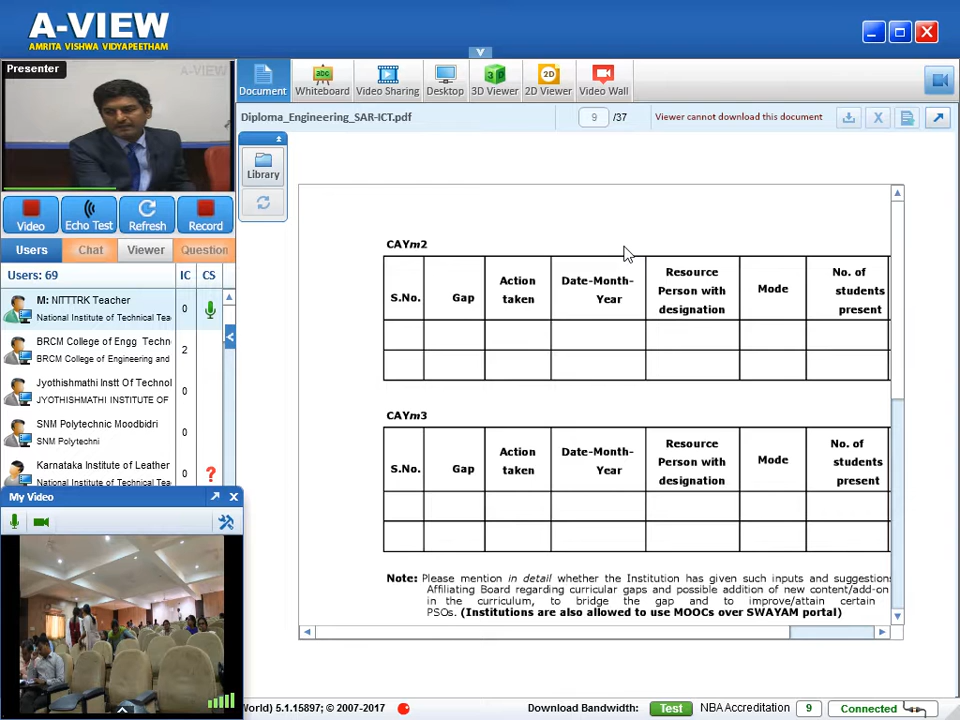 A-VIEW
AMRITA VISHWA VIDYAPEETHAM
Presenter
A-VIEW
Document
Whiteboard
Video Sharing
Desktop
3D Viewer
2D Viewer
Video Wall
Diploma_Engineering_SAR-ICT.pdf
9 /37
Viewer cannot download this document
Library
Video
Echo Test
Refresh
Record
Users
Chat
Viewer
Question
Users: 69
IC
CS
M: NITTTRK Teacher
National Institute of Technical Tea
0
BRCM College of Engg Techn
BRCM College of Engineering and
2
Jyothishmathi Instt Of Technol
JYOTHISHMATHI INSTITUTE OF
0
SNM Polytechnic Moodbidri
SNM Polytechni
0
Karnataka Institute of Leather
National Institute of Technical Tea
0
?
My Video
CAYm2
S.No.
Gap
Action
taken
Date-Month-
Year
Resource
Person with
designation
Mode
No. of
students
present
CAYm3
S.No.
Gap
Action
taken
Date-Month-
Year
Resource
Person with
designation
Mode
No. of
students
present
Note: Please mention in detail whether the Institution has given such inputs and suggestions
Affiliating Board regarding curricular gaps and possible addition of new content/add-on
in the curriculum, to bridge the gap and to improve/attain certain
PSOs. (Institutions are also allowed to use MOOCs over SWAYAM portal)
World) 5.1.15897; © 2007-2017
Download Bandwidth:
Test
NBA Accreditation
9
Connected